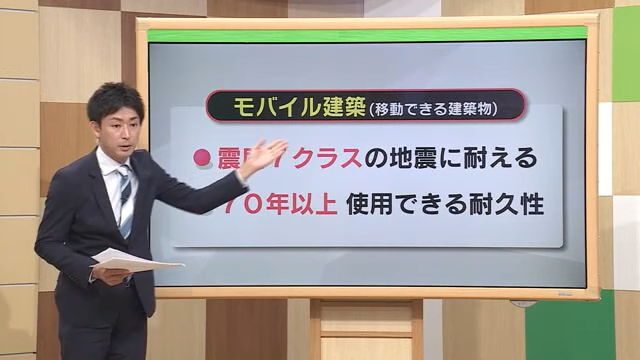 モバイル建築(移動できる建築物)
震度7クラスの地震に耐える
70年以上 使用できる耐久性